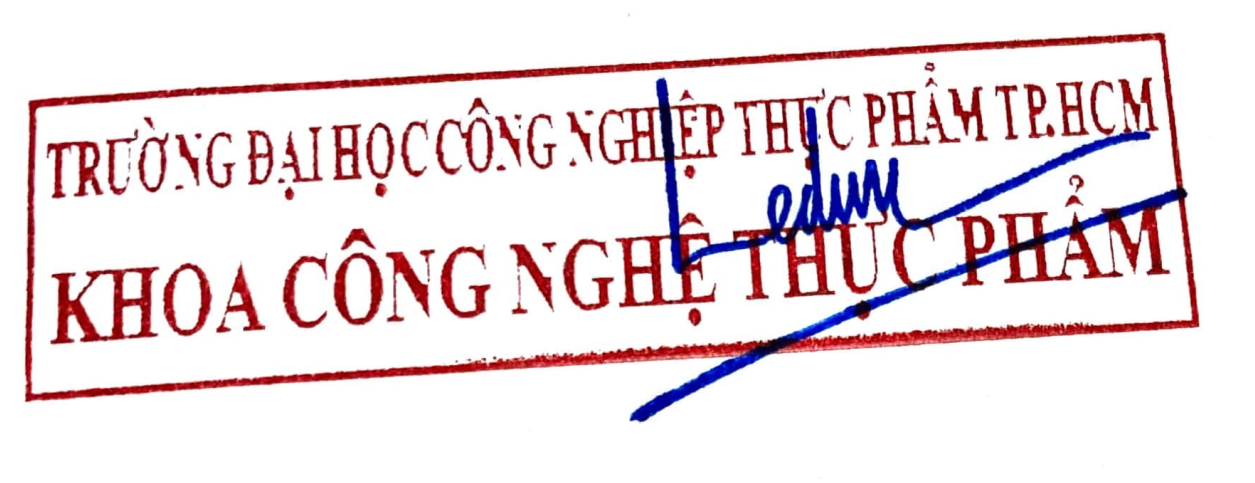 TRƯỜNG ĐẠI HỌC CÔNG NGHIỆP THỰC PHẨM TP.HCM
KHOA CÔNG NGHỆ THỰC PHẨM